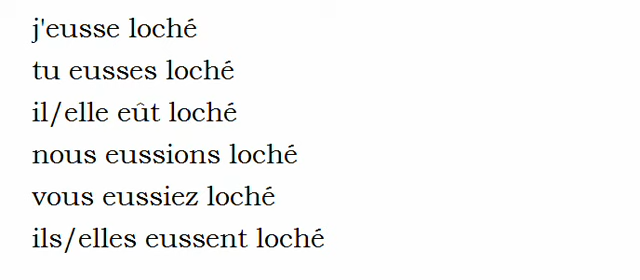 j'eusse loché
tu eusses loché
il/elle eût loché
nous eussions loché
vous eussiez loché
ils/elles eussent loché